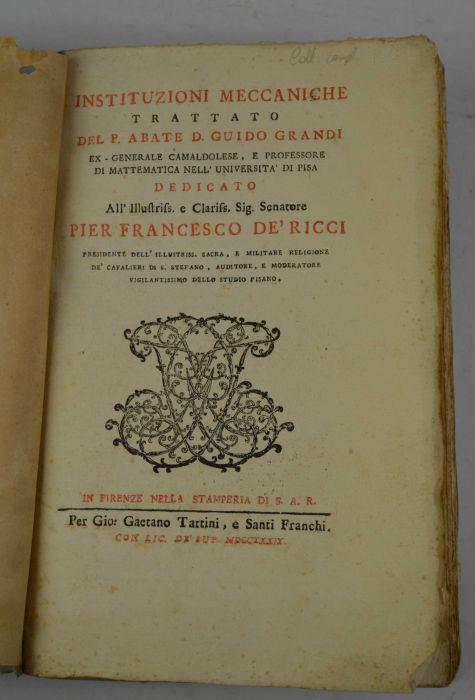 Coll. compl.
INSTITUZIONI MECCANICHE
TRATTATO
DEL P. ABATE D. GUIDO GRANDI
EX-GENERALE CAMALDOLESE, E PROFESSORE
DI MATTEMATICA NELL' UNIVERSITA' DI PISA
DEDICATO
All' Illustriss. e Clariss. Sig. Senatore
PIER FRANCESCO DE' RICCI
PRESIDENTE DELL' ILLUSTRISS. SACRA, E MILITARE RELIGIONE
DE' CAVALIERI DI S. STEFANO, AUDITORE, E MODERATORE
VIGILANTISSIMO DELLO STUDIO PISANO.
IN FIRENZE NELLA STAMPERIA DI S. A. R.
Per Gio: Gaetano Tartini, e Santi Franchi.
CON LIC. DE' SUP. MDCCXXXIX.